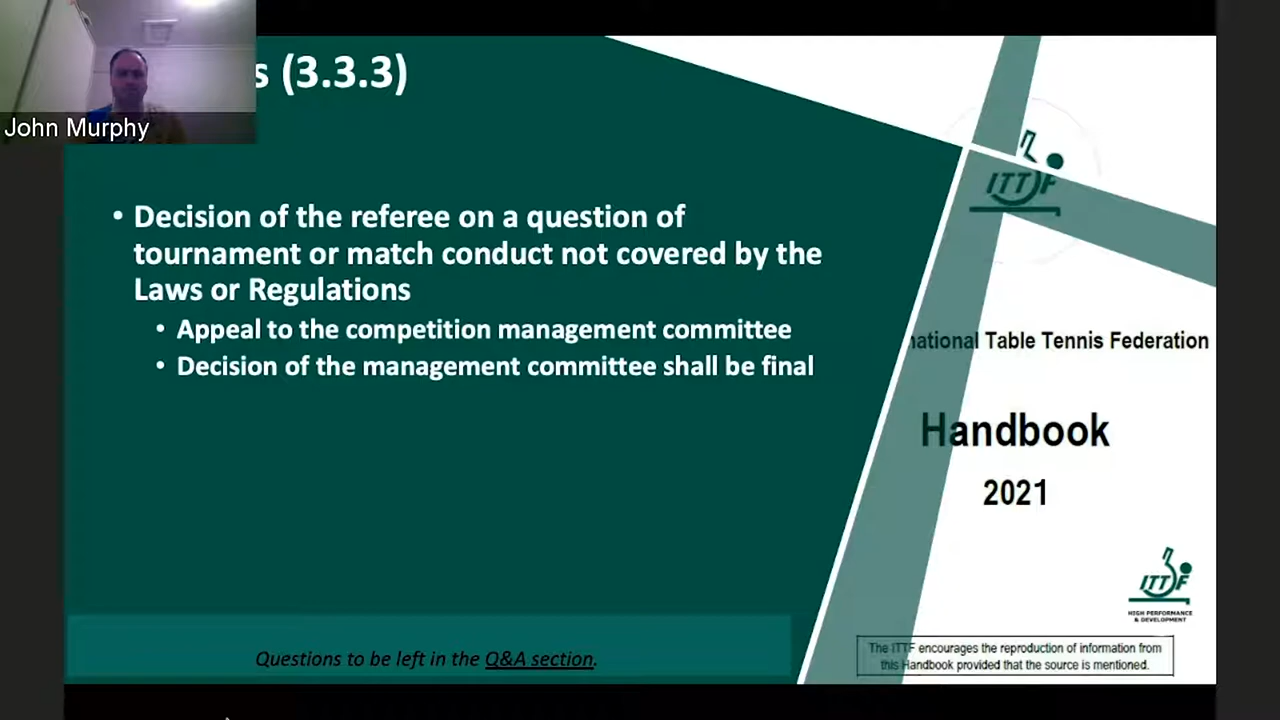 s (3.3.3)
John Murphy
• Decision of the referee on a question of
tournament or match conduct not covered by the
Laws or Regulations
• Appeal to the competition management committee
• Decision of the management committee shall be final
ITTF
national Table Tennis Federation
Handbook
2021
ITTF
HIGH PERFORMANCE
& DEVELOPMENT
The ITTF encourages the reproduction of information from
this Handbook provided that the source is mentioned.
Questions to be left in the Q&A section.